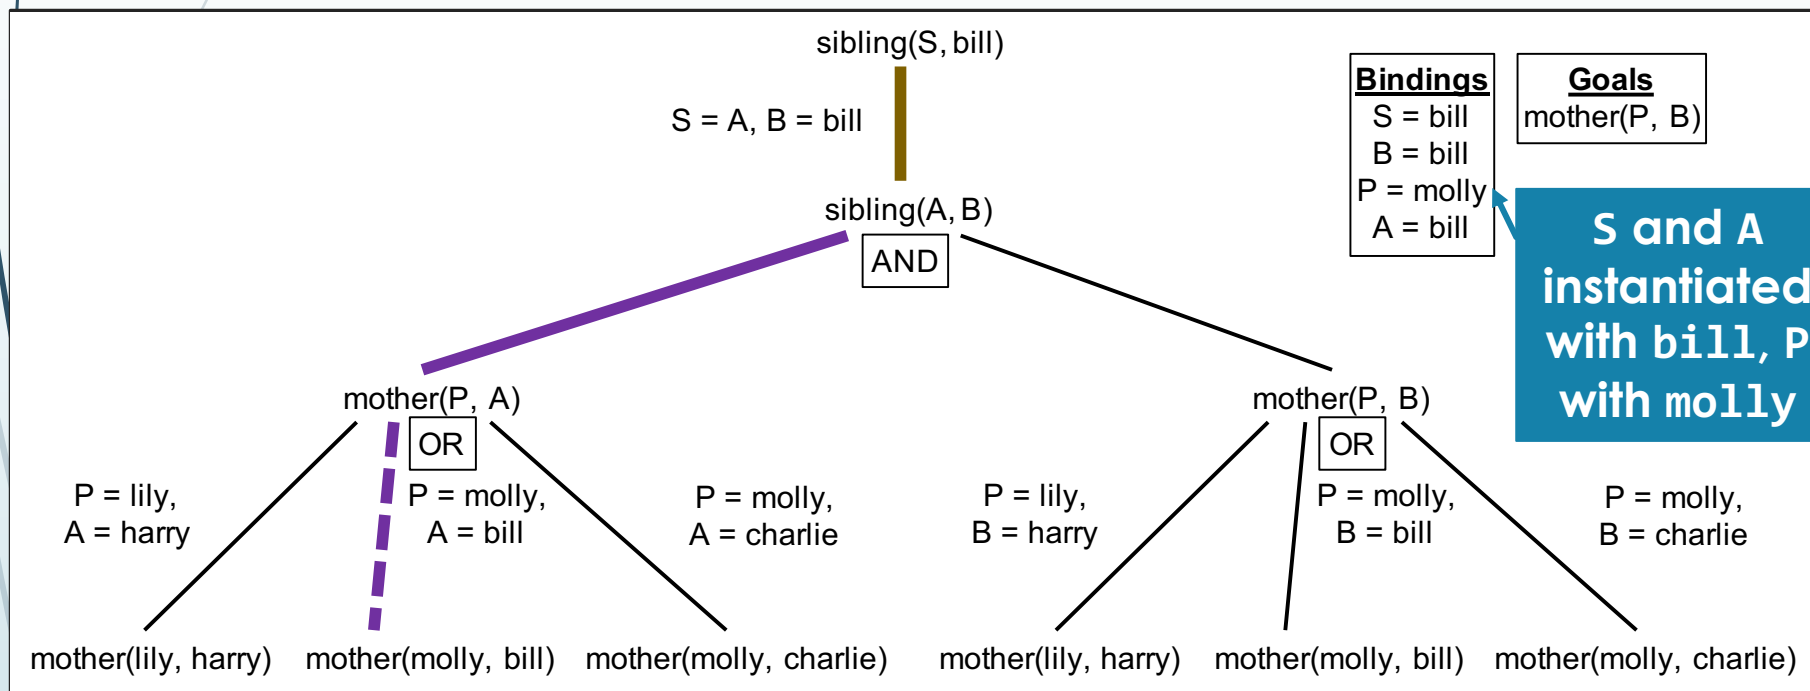 sibling(S, bill)
S = A, B = bill
sibling(A, B)
AND
Bindings
S = bill
B = bill
P = molly
A = bill
Goals
mother(P, B)
S and A
instantiated
with bill, P
with molly
mother(P, A)
OR
mother(P, B)
OR
P = lily,
A = harry
P = molly,
A = bill
P = molly,
A = charlie
P = lily,
B = harry
P = molly,
B = bill
P = molly,
B = charlie
mother(lily, harry)
mother(molly, bill)
mother(molly, charlie)
mother(lily, harry)
mother(molly, bill)
mother(molly, charlie)